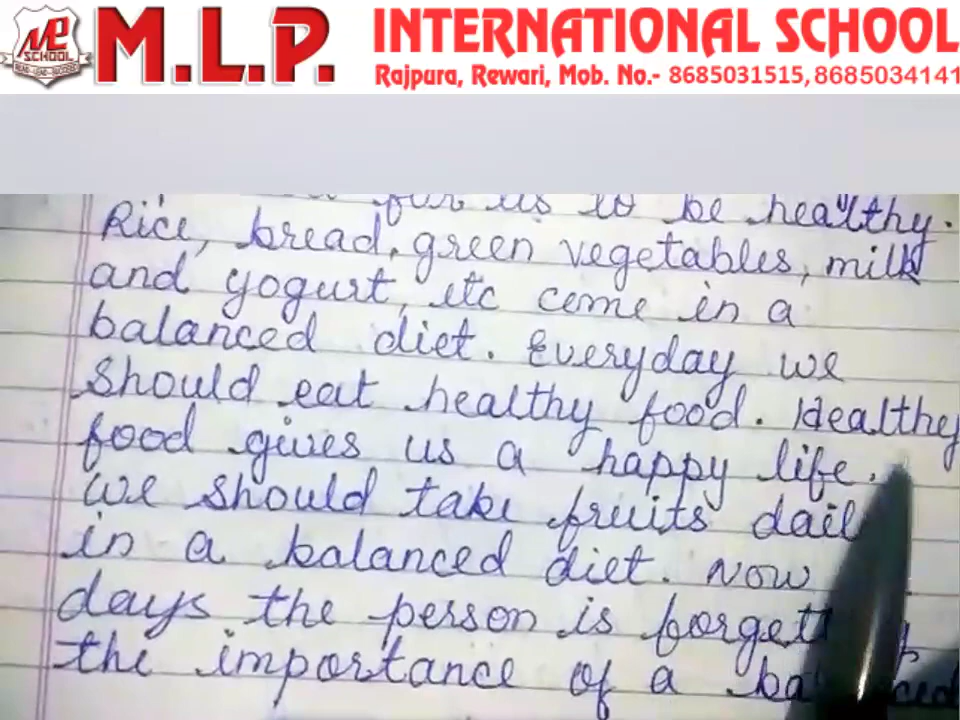 M.L.P. INTERNATIONAL SCHOOL
SCHOOL
Rajpura, Rewari, Mob. No.- 8685031515, 8685034141
for us to be healthy.
Rice, bread, green vegetables, milk
and yogurt, etc come in a
balanced diet. Everyday we
should eat healthy food. Healthy
food gives us a happy life.
We should take fruits
in a balanced diet. Now
days the person is
the importance of a